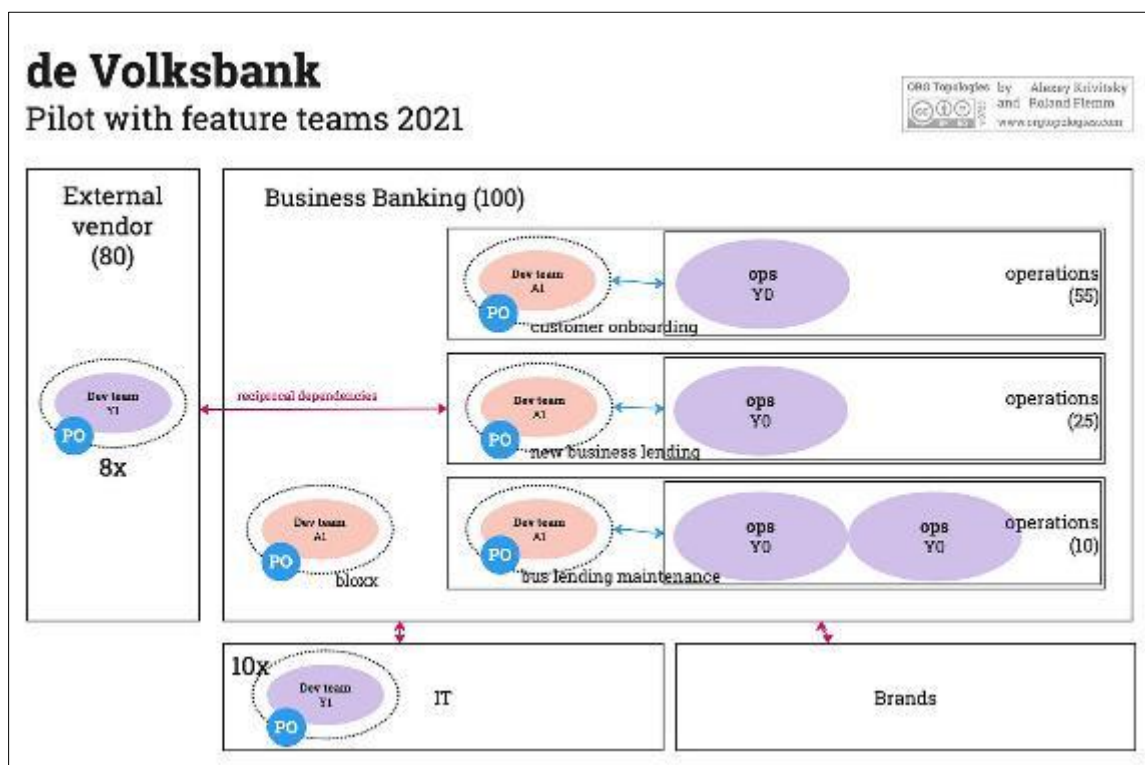 de Volksbank
Pilot with feature teams 2021
ORG Topologies by Alexey Krivitsky
and Roland Flemm
www.orgtopologies.com
External
vendor
(80)
Dev team
Y1
PO
8x
reciprocal dependencies
Business Banking (100)
Dev team
A1
PO
customer onboarding
ops
Y0
operations
(55)
Dev team
A1
PO
new business lending
ops
Y0
operations
(25)
Dev team
A1
PO
bloxx
Dev team
A1
PO
bus lending maintenance
ops
Y0
ops
Y0
operations
(10)
10x
Dev team
Y1
PO
IT
Brands